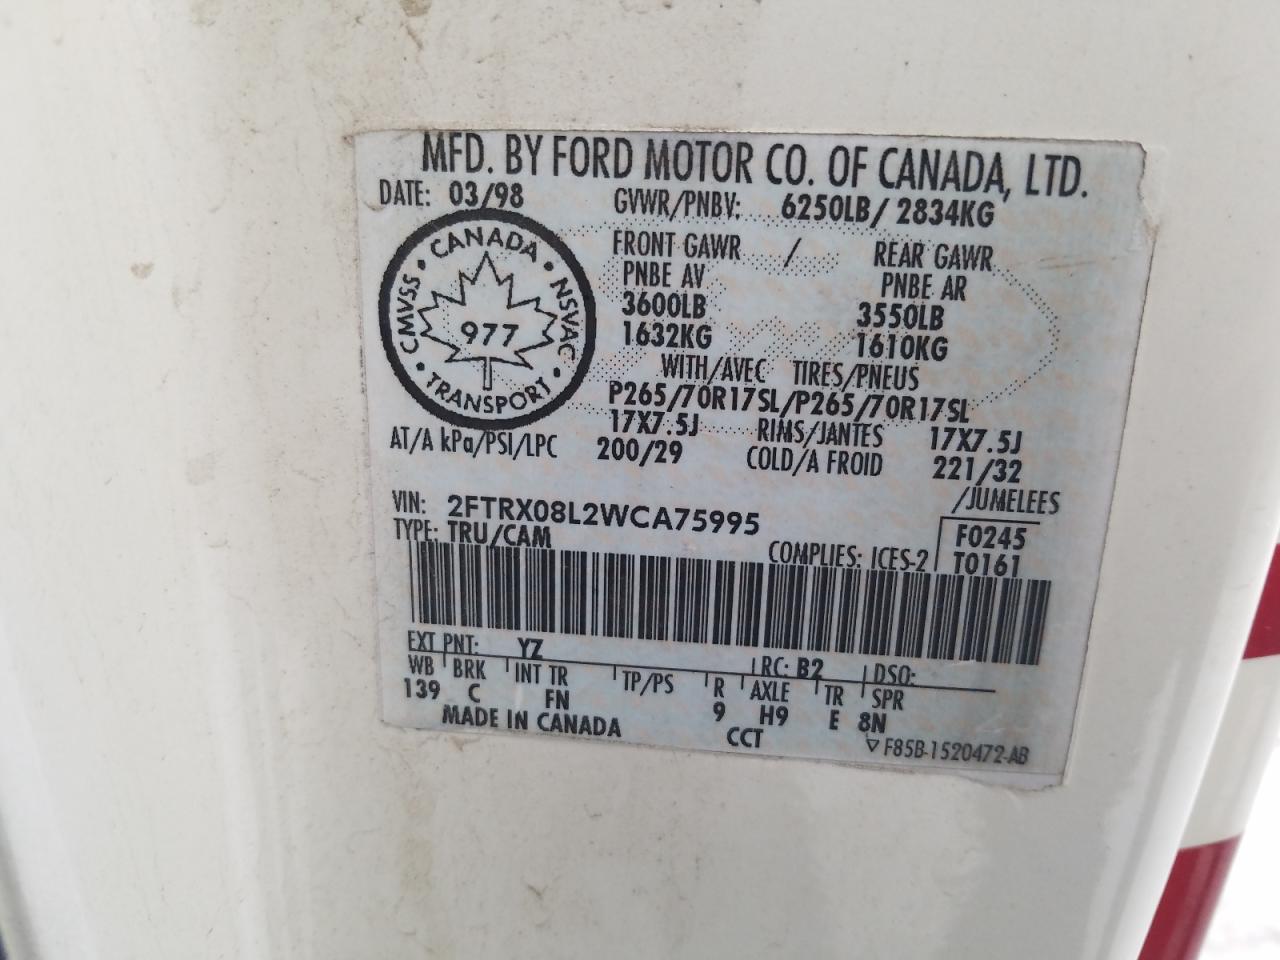 MFD. BY FORD MOTOR CO. OF CANADA, LTD.
DATE: 03/98 GVWR/PNBV: 6250LB/ 2834KG
CANADA • NSVAC • TRANSPORT • CMVSS •
977
FRONT GAWR / REAR GAWR
PNBE AV PNBE AR
3600LB 3550LB
1632KG 1610KG
WITH/AVEC TIRES/PNEUS
P265/70R17SL/P265/70R17SL
17X7.5J RIMS/JANTES 17X7.5J
AT/A kPa/PSI/LPC 200/29 COLD/A FROID 221/32
/JUMELEES
VIN: 2FTRX08L2WCA75995
F0245
TYPE: TRU/CAM COMPLIES: ICES-2 T0161
EXT PNT: YZ RC: B2 DSO:
WB BRK INT TR TP/PS R AXLE TR SPR
139 C FN 9 H9 E 8N
MADE IN CANADA CCT ▽ F85B-1520472-AB